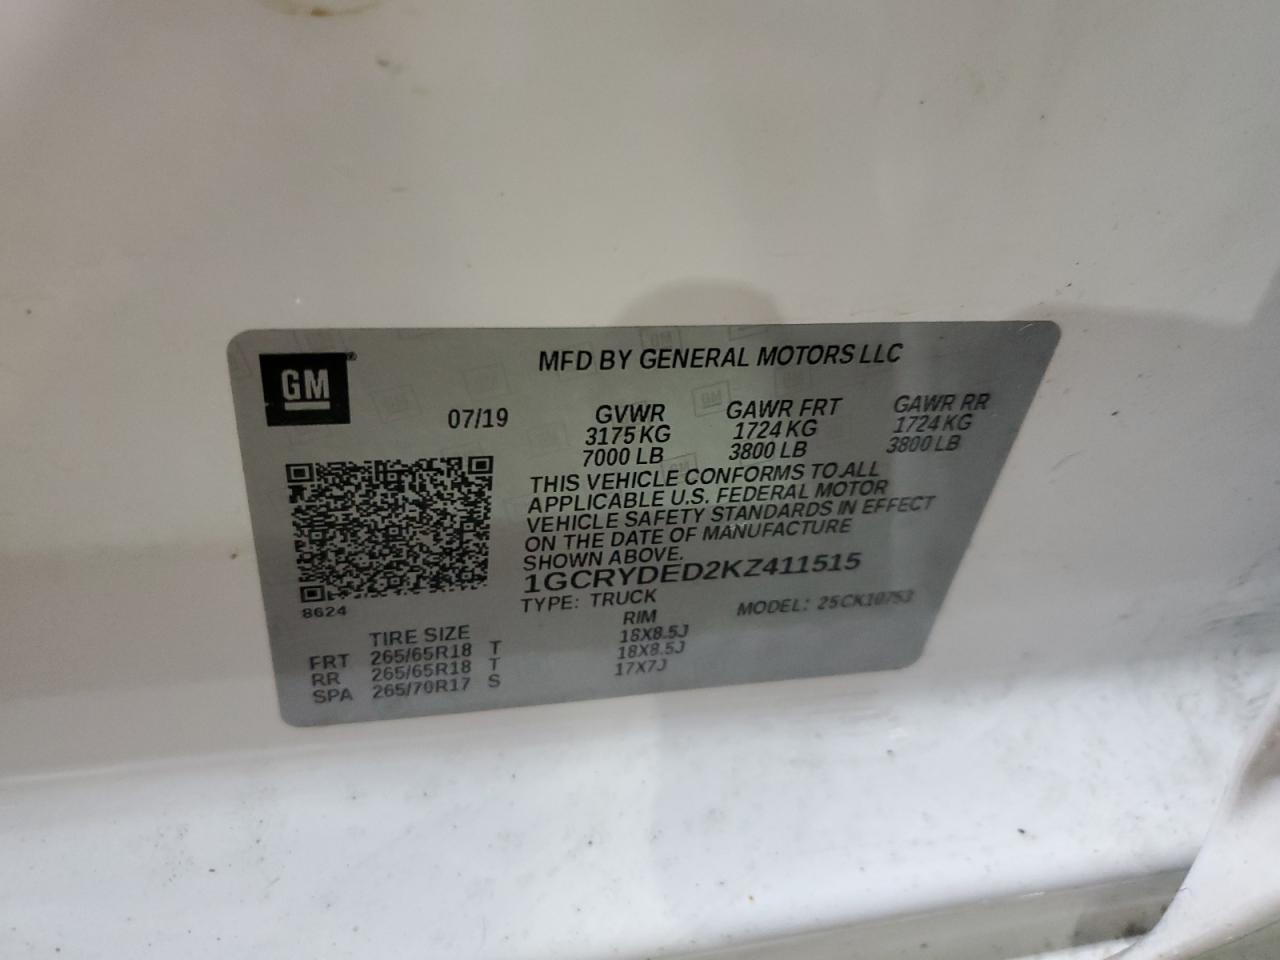 GM
MFD BY GENERAL MOTORS LLC
07/19
GVWR GAWR FRT GAWR RR
3175 KG 1724 KG 1724 KG
7000 LB 3800 LB 3800 LB
THIS VEHICLE CONFORMS TO ALL
APPLICABLE U.S. FEDERAL MOTOR
VEHICLE SAFETY STANDARDS IN EFFECT
ON THE DATE OF MANUFACTURE
SHOWN ABOVE.
1GCRYDED2KZ411515
8624
TYPE: TRUCK MODEL: 25CK10753
TIRE SIZE RIM
FRT 265/65R18 T 18X8.5J
RR 265/65R18 T 18X8.5J
SPA 265/70R17 S 17X7J